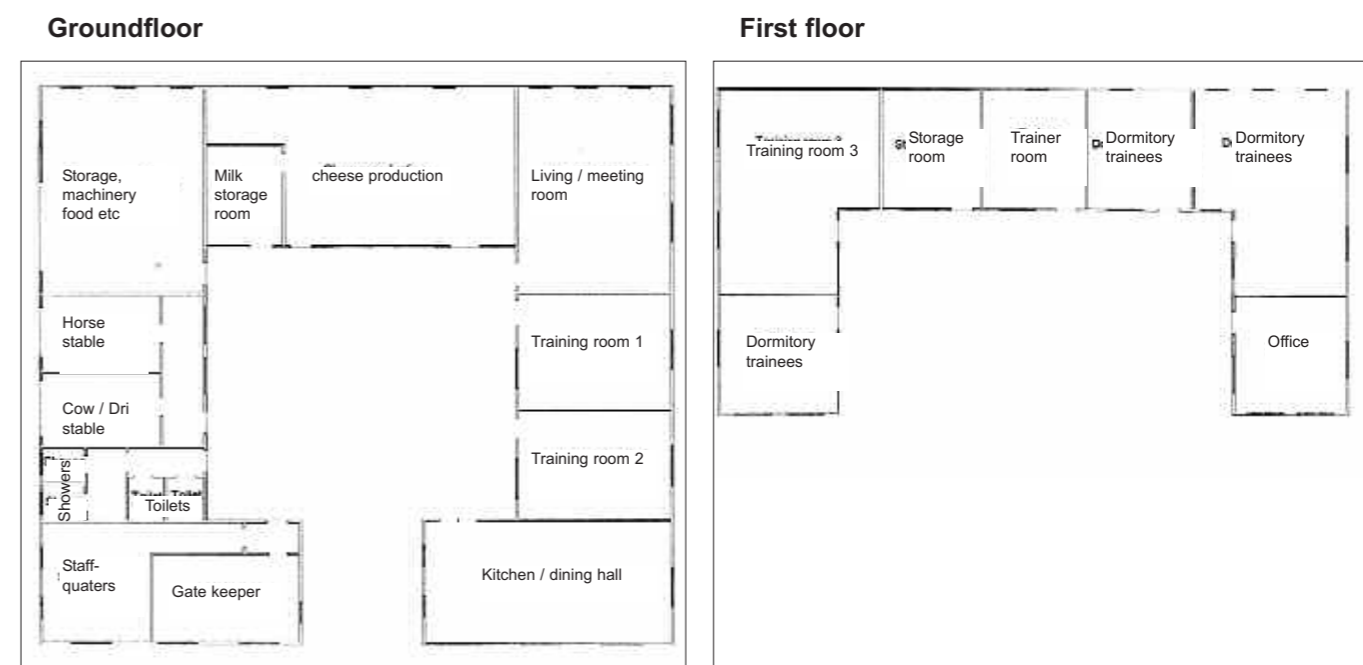 Groundfloor
Storage,
machinery
food etc
Milk
storage
room
cheese production
Living / meeting
room
Horse
stable
Training room 1
Cow / Dri
stable
Training room 2
Showers
Toilets
Staff-
quaters
Gate keeper
Kitchen / dining hall
First floor
Training room 3
Storage
room
Trainer
room
Dormitory
trainees
Dormitory
trainees
Dormitory
trainees
Office